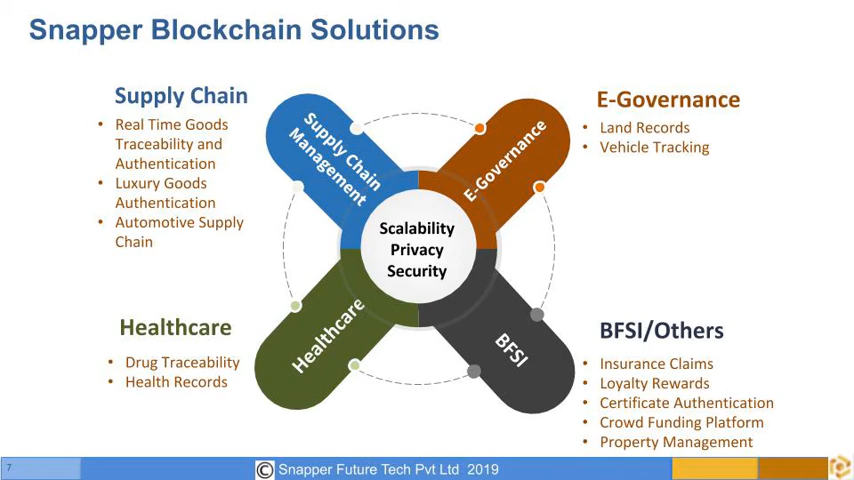 Snapper Blockchain Solutions
Supply Chain
• Real Time Goods
Traceability and
Authentication
• Luxury Goods
Authentication
• Automotive Supply
Chain
E-Governance
• Land Records
• Vehicle Tracking
Supply Chain
Management
E-Governance
Scalability
Privacy
Security
Healthcare
BFSI
Healthcare
• Drug Traceability
• Health Records
BFSI/Others
• Insurance Claims
• Loyalty Rewards
• Certificate Authentication
• Crowd Funding Platform
• Property Management
7
© Snapper Future Tech Pvt Ltd 2019